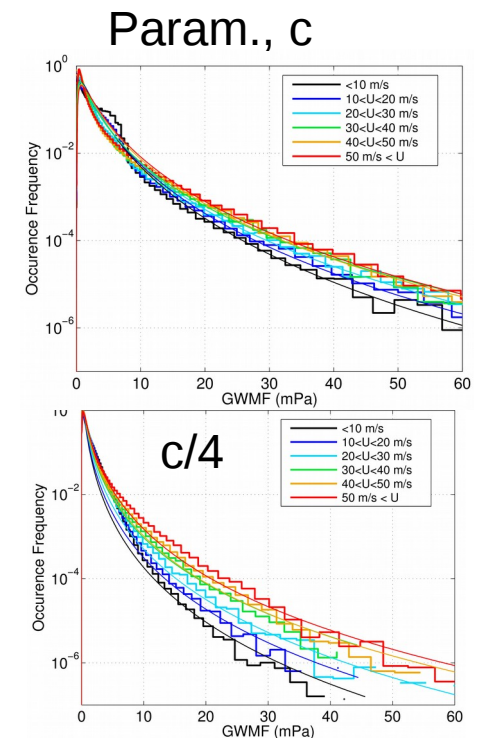 Param., c
10^0
10^-2
10^-4
10^-6
Occurence Frequency
<10 m/s
10<U<20 m/s
20<U<30 m/s
30<U<40 m/s
40<U<50 m/s
50 m/s < U
0 10 20 30 40 50 60
GWMF (mPa)
c/4
10
10^-2
10^-4
10^-6
Occurence Frequency
<10 m/s
10<U<20 m/s
20<U<30 m/s
30<U<40 m/s
40<U<50 m/s
50 m/s < U
0 10 20 30 40 50 60
GWMF (mPa)